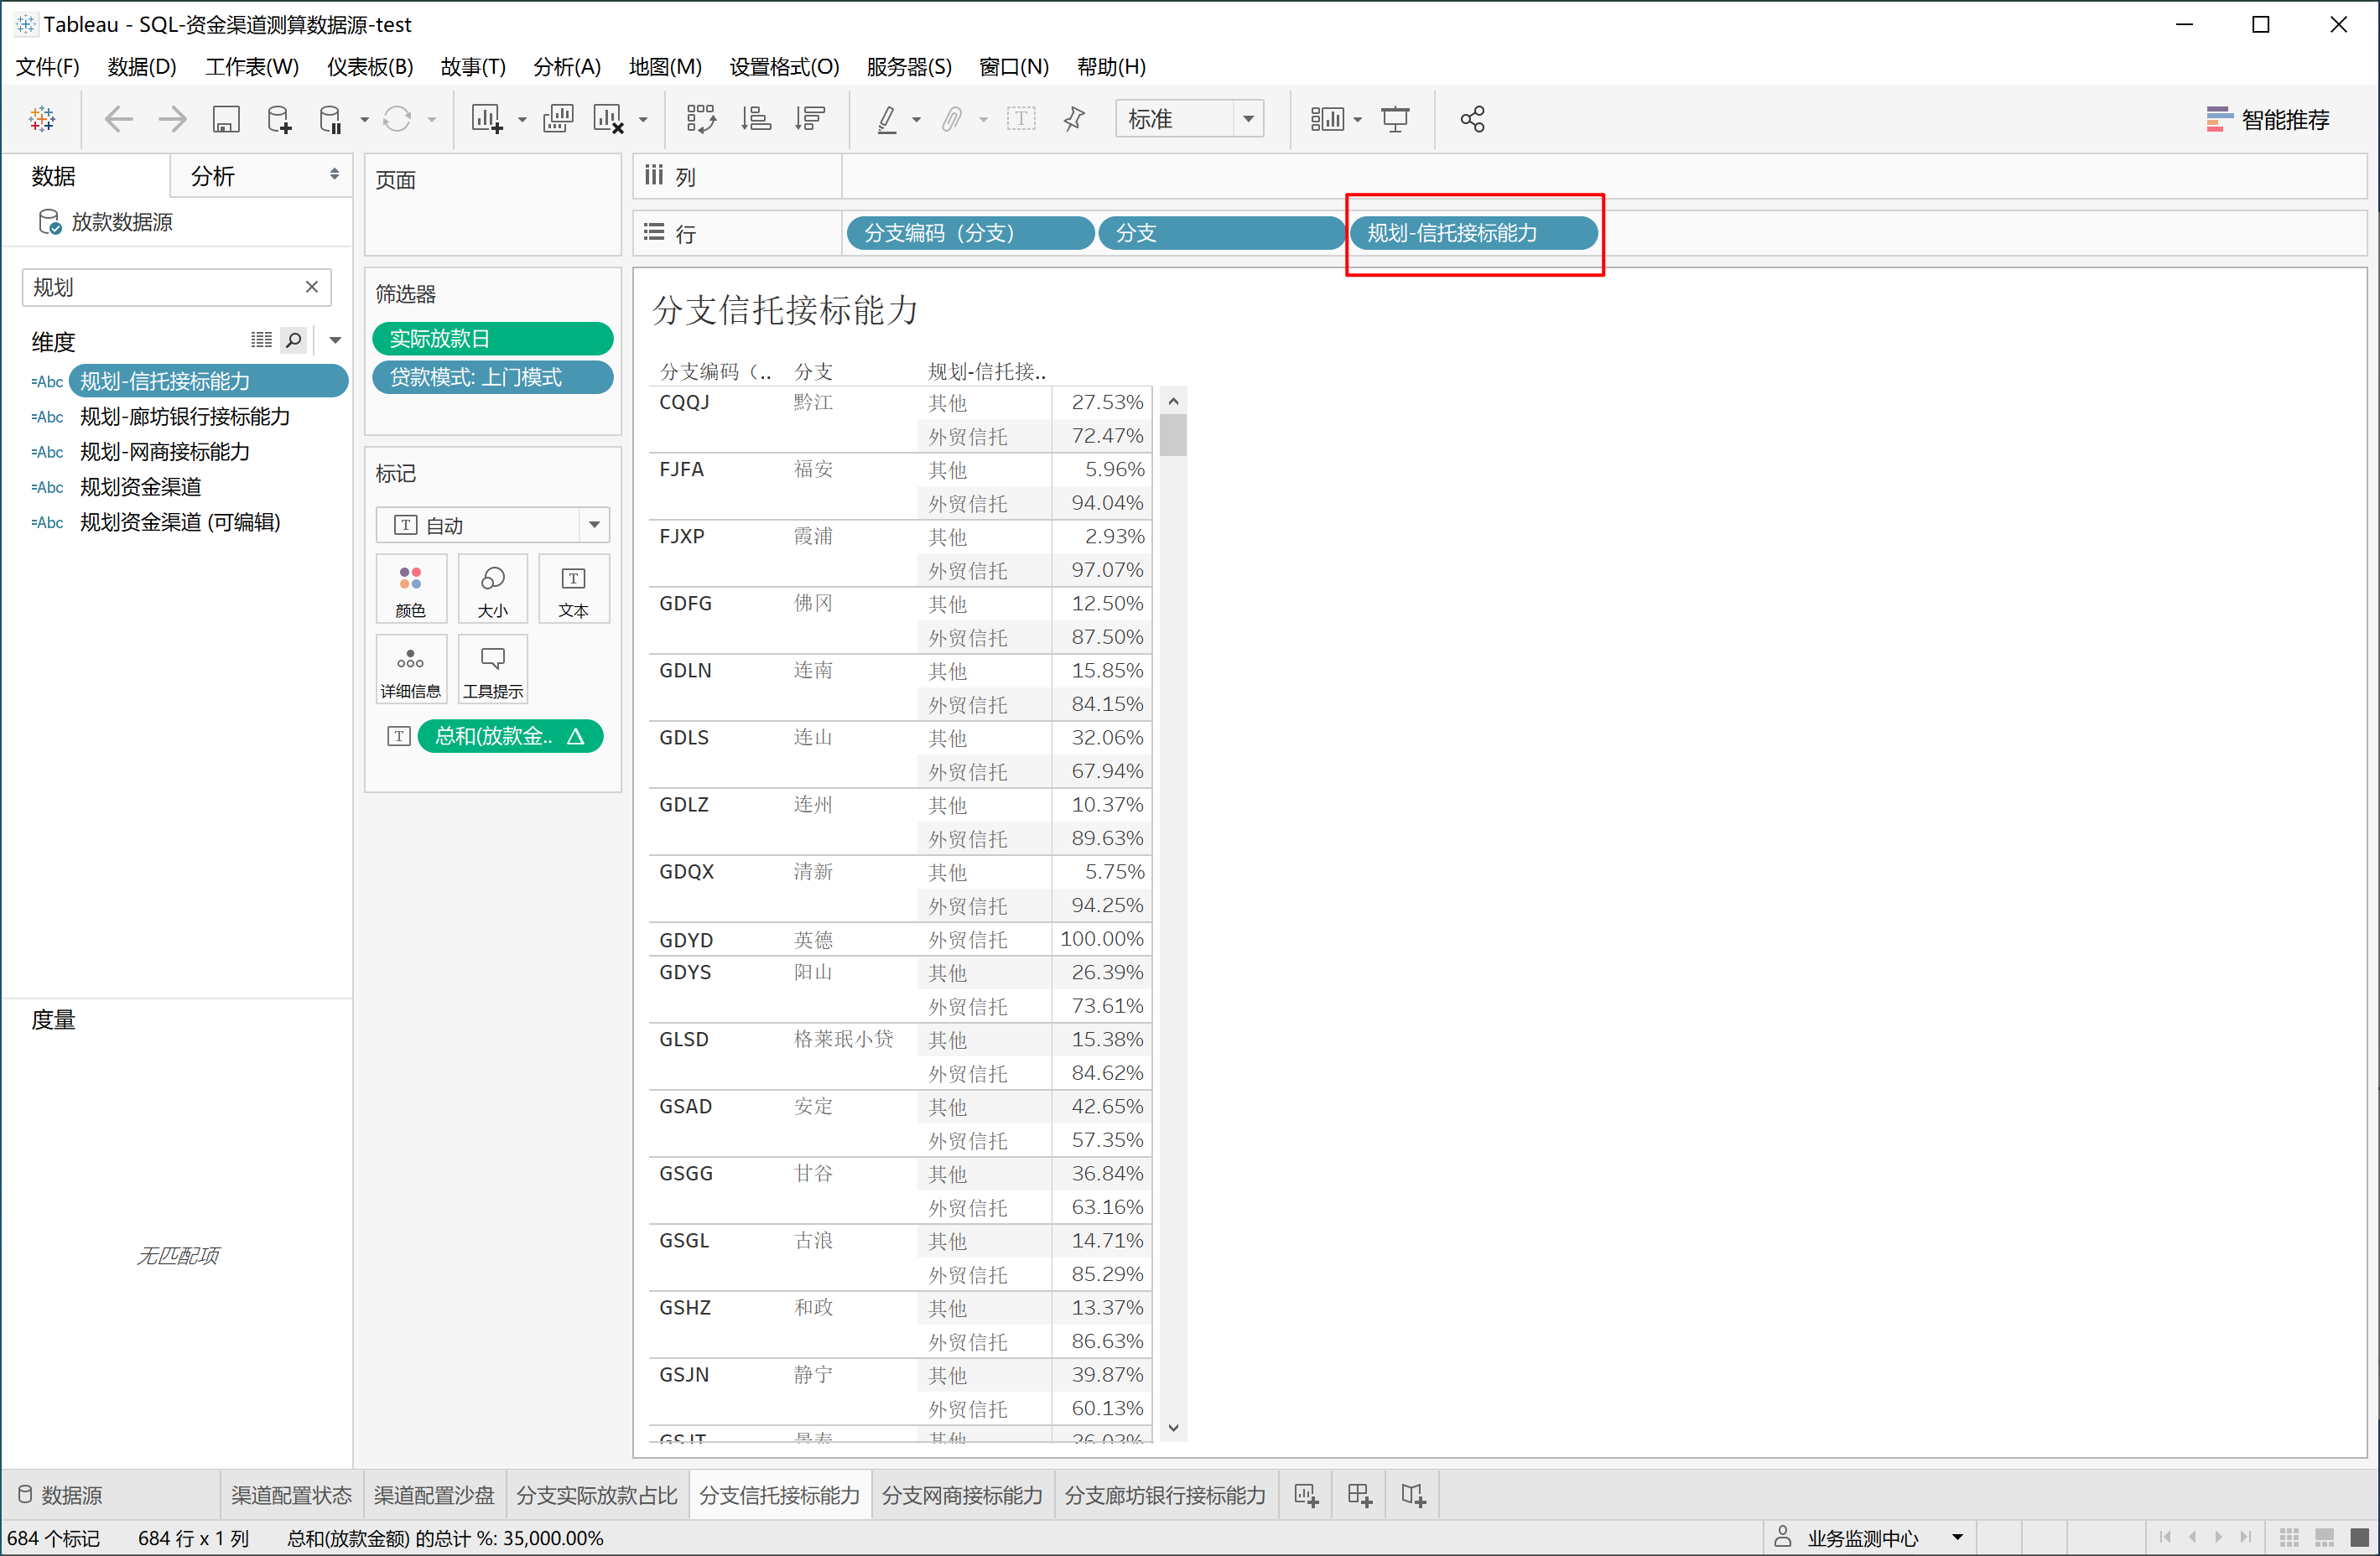 Tableau - SQL-资金渠道测算数据源-test
文件(F) 数据(D) 工作表(W) 仪表板(B) 故事(T) 分析(A) 地图(M) 设置格式(O) 服务器(S) 窗口(N) 帮助(H)
标准
智能推荐
数据 分析
放款数据源
规划
维度
=Abc 规划-信托接标能力
=Abc 规划-廊坊银行接标能力
=Abc 规划-网商接标能力
=Abc 规划资金渠道
=Abc 规划资金渠道 (可编辑)
度量
无匹配项
页面
筛选器
实际放款日
贷款模式: 上门模式
标记
T 自动
颜色 大小 T 文本
详细信息 工具提示
T 总和(放款金.. Δ
列
行 分支编码（分支） 分支 规划-信托接标能力
分支信托接标能力
分支编码（.. 分支 规划-信托接..
CQQJ 黔江 其他 27.53%
外贸信托 72.47%
FJFA 福安 其他 5.96%
外贸信托 94.04%
FJXP 霞浦 其他 2.93%
外贸信托 97.07%
GDFG 佛冈 其他 12.50%
外贸信托 87.50%
GDLN 连南 其他 15.85%
外贸信托 84.15%
GDLS 连山 其他 32.06%
外贸信托 67.94%
GDLZ 连州 其他 10.37%
外贸信托 89.63%
GDQX 清新 其他 5.75%
外贸信托 94.25%
GDYD 英德 外贸信托 100.00%
GDYS 阳山 其他 26.39%
外贸信托 73.61%
GLSD 格莱珉小贷 其他 15.38%
外贸信托 84.62%
GSAD 安定 其他 42.65%
外贸信托 57.35%
GSGG 甘谷 其他 36.84%
外贸信托 63.16%
GSGL 古浪 其他 14.71%
外贸信托 85.29%
GSHZ 和政 其他 13.37%
外贸信托 86.63%
GSJN 静宁 其他 39.87%
外贸信托 60.13%
GSJT 景泰 其他 26.03%
数据源 渠道配置状态 渠道配置沙盘 分支实际放款占比 分支信托接标能力 分支网商接标能力 分支廊坊银行接标能力
684 个标记 684 行 x 1 列 总和(放款金额) 的总计 %: 35,000.00% 业务监测中心